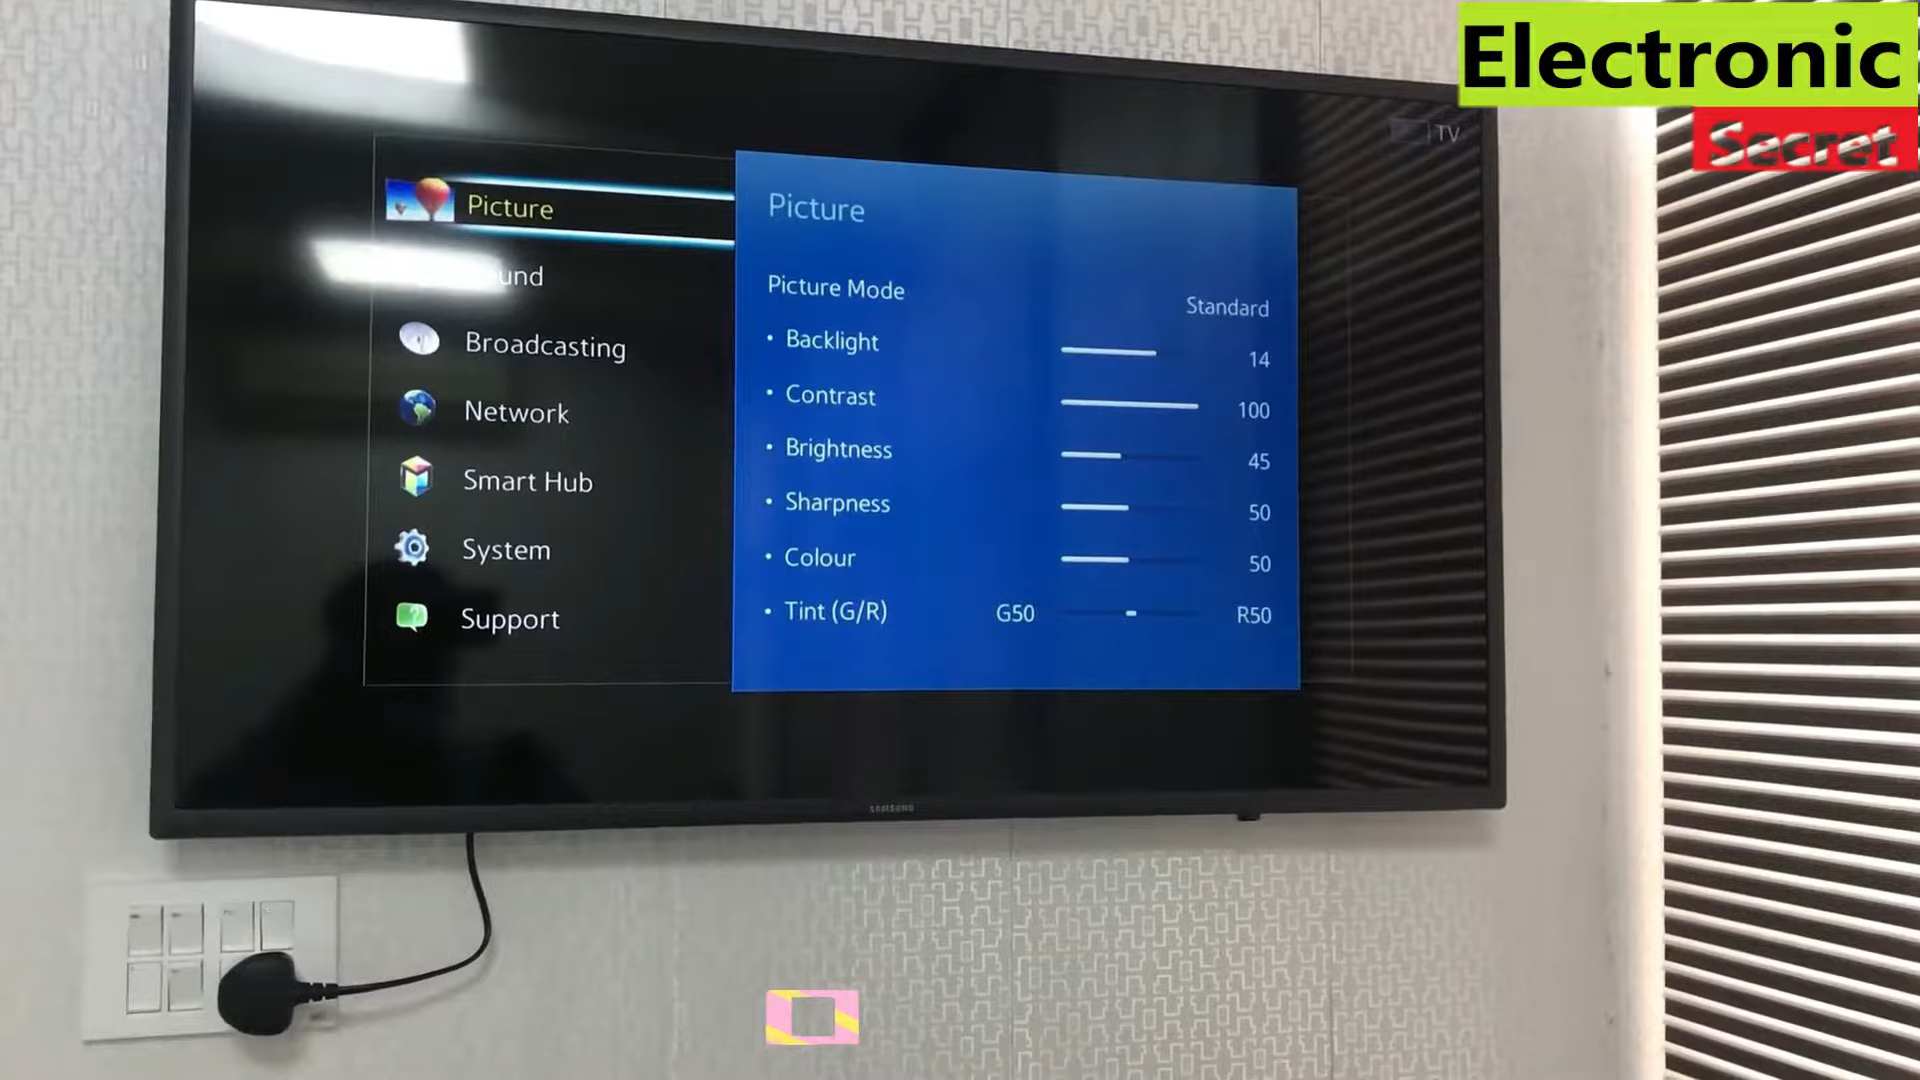 Electronic
Secret
TV
Picture
Broadcasting
Network
Smart Hub
System
Support
Picture
Picture Mode Standard
• Backlight 14
• Contrast 100
• Brightness 45
• Sharpness 50
• Colour 50
• Tint (G/R) G50 R50
SAMSUNG